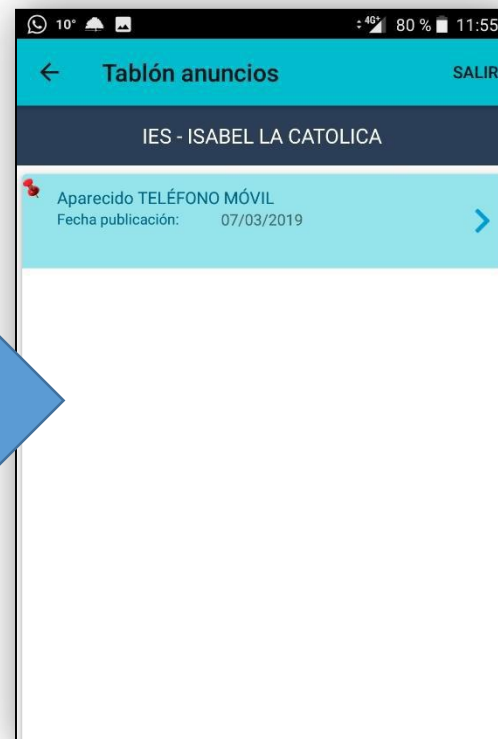 10° 4G+ 80 % 11:55
Tablón anuncios SALIR
IES - ISABEL LA CATOLICA
Aparecido TELÉFONO MÓVIL
Fecha publicación: 07/03/2019